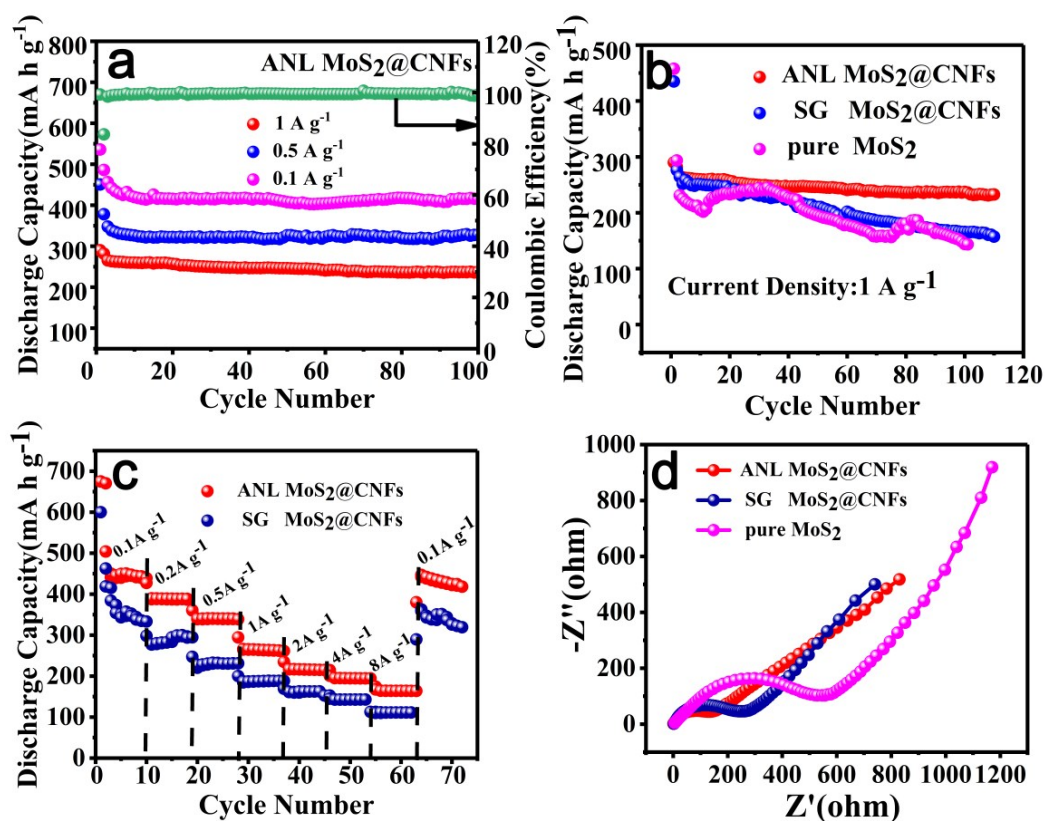 a
ANL MoS2@CNFs
1 A g-1
0.5 A g-1
0.1 A g-1
Discharge Capacity(mA h g-1)
800
700
600
500
400
300
200
100
Coulombic Efficiency(%)
120
100
80
60
40
20
0
0 20 40 60 80 100
Cycle Number
b
ANL MoS2@CNFs
SG MoS2@CNFs
pure MoS2
Current Density:1 A g-1
Discharge Capacity(mA h g-1)
500
400
300
200
100
0
0 20 40 60 80 100 120
Cycle Number
c
ANL MoS2@CNFs
SG MoS2@CNFs
0.1A g-1
0.2A g-1
0.5A g-1
1A g-1
2A g-1
4A g-1
8A g-1
0.1A g-1
Discharge Capacity(mA h g-1)
700
600
500
400
300
200
100
0
0 10 20 30 40 50 60 70
Cycle Number
d
ANL MoS2@CNFs
SG MoS2@CNFs
pure MoS2
-Z''(ohm)
1000
800
600
400
200
0
0 200 400 600 800 1000 1200
Z'(ohm)